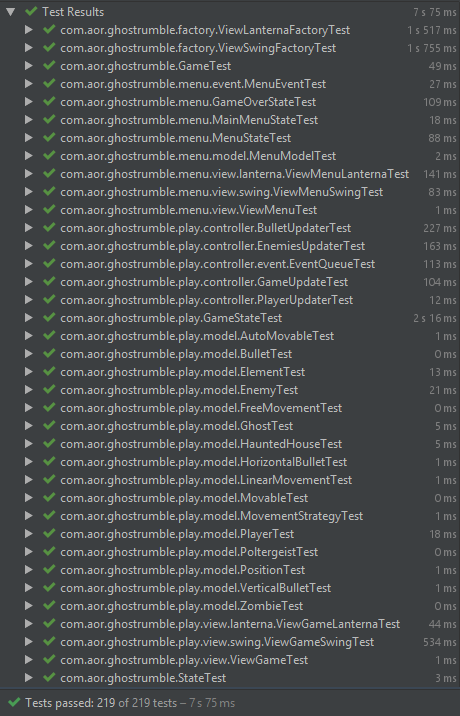 Test Results 7 s 75 ms
com.aor.ghostrumble.factory.ViewLanternaFactoryTest 1 s 517 ms
com.aor.ghostrumble.factory.ViewSwingFactoryTest 1 s 755 ms
com.aor.ghostrumble.GameTest 49 ms
com.aor.ghostrumble.menu.event.MenuEventTest 27 ms
com.aor.ghostrumble.menu.GameOverStateTest 109 ms
com.aor.ghostrumble.menu.MainMenuStateTest 18 ms
com.aor.ghostrumble.menu.MenuStateTest 88 ms
com.aor.ghostrumble.menu.model.MenuModelTest 2 ms
com.aor.ghostrumble.menu.view.lanterna.ViewMenuLanternaTest 141 ms
com.aor.ghostrumble.menu.view.swing.ViewMenuSwingTest 83 ms
com.aor.ghostrumble.menu.view.ViewMenuTest 1 ms
com.aor.ghostrumble.play.controller.BulletUpdaterTest 227 ms
com.aor.ghostrumble.play.controller.EnemiesUpdaterTest 163 ms
com.aor.ghostrumble.play.controller.event.EventQueueTest 113 ms
com.aor.ghostrumble.play.controller.GameUpdateTest 104 ms
com.aor.ghostrumble.play.controller.PlayerUpdaterTest 12 ms
com.aor.ghostrumble.play.GameStateTest 2 s 16 ms
com.aor.ghostrumble.play.model.AutoMovableTest 1 ms
com.aor.ghostrumble.play.model.BulletTest 0 ms
com.aor.ghostrumble.play.model.ElementTest 13 ms
com.aor.ghostrumble.play.model.EnemyTest 21 ms
com.aor.ghostrumble.play.model.FreeMovementTest 0 ms
com.aor.ghostrumble.play.model.GhostTest 5 ms
com.aor.ghostrumble.play.model.HauntedHouseTest 5 ms
com.aor.ghostrumble.play.model.HorizontalBulletTest 1 ms
com.aor.ghostrumble.play.model.LinearMovementTest 1 ms
com.aor.ghostrumble.play.model.MovableTest 0 ms
com.aor.ghostrumble.play.model.MovementStrategyTest 1 ms
com.aor.ghostrumble.play.model.PlayerTest 18 ms
com.aor.ghostrumble.play.model.PoltergeistTest 0 ms
com.aor.ghostrumble.play.model.PositionTest 1 ms
com.aor.ghostrumble.play.model.VerticalBulletTest 1 ms
com.aor.ghostrumble.play.model.ZombieTest 0 ms
com.aor.ghostrumble.play.view.lanterna.ViewGameLanternaTest 44 ms
com.aor.ghostrumble.play.view.swing.ViewGameSwingTest 534 ms
com.aor.ghostrumble.play.view.ViewGameTest 1 ms
com.aor.ghostrumble.StateTest 3 ms
Tests passed: 219 of 219 tests – 7 s 75 ms